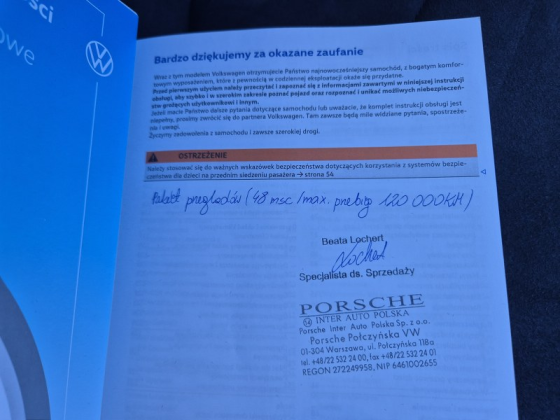 ści
owe
Bardzo dziękujemy za okazane zaufanie
Wraz z tym modelem Volkswagen otrzymujecie Państwo najnowocześniejszy samochód, z bogatym komfor-
towym wyposażeniem, które z pewnością w codziennej eksploatacji okaże się przydatne.
Przed pierwszym użyciem należy przeczytać i zapoznać się z informacjami zawartymi w niniejszej instrukcji
obsługi, aby szybko i w szerokim zakresie poznać pojazd oraz rozpoznać i unikać możliwych niebezpieczeń-
stw grożących użytkownikowi i innym.
Jeżeli macie Państwo dalsze pytania dotyczące samochodu lub uważacie, że komplet instrukcji obsługi jest
niepełny, prosimy zwrócić się do partnera Volkswagen. Tam zawsze będą mile widziane pytania, spostrzeże-
nia i uwagi.
Życzymy zadowolenia z samochodu i zawsze szerokiej drogi.
OSTRZEŻENIE
Należy stosować się do ważnych wskazówek bezpieczeństwa dotyczących korzystania z systemów bezpie-
czeństwa dla dzieci na przednim siedzeniu pasażera → strona 54
Pakiet przeglądów (48 msc /max. przebieg 120 000KM)
Beata Lochert
Lochert
Specjalista ds. Sprzedaży
PORSCHE
INTER AUTO POLSKA
Porsche Inter Auto Polska Sp. z o.o.
Porsche Połczyńska VW
01-304 Warszawa, ul. Połczyńska 118a
tel. +48/22 532 24 00, fax +48/22 532 24 01
REGON 272249958, NIP 6461002655